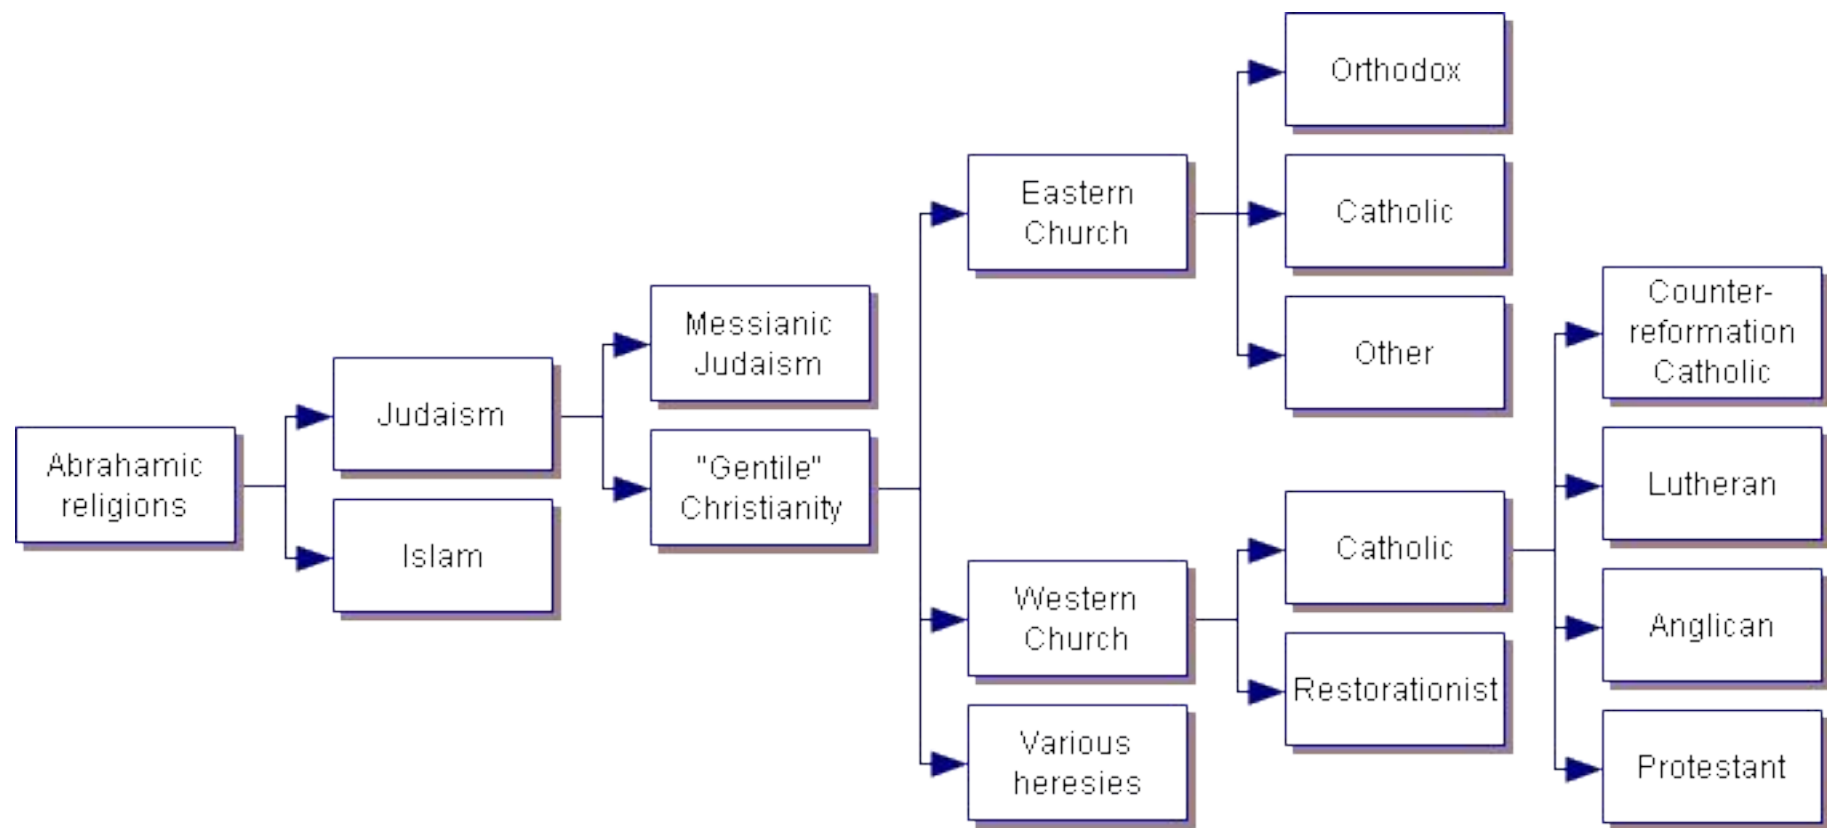 Abrahamic
religions
Judaism
Islam
Messianic
Judaism
"Gentile"
Christianity
Eastern
Church
Western
Church
Various
heresies
Orthodox
Catholic
Other
Catholic
Restorationist
Counter-
reformation
Catholic
Lutheran
Anglican
Protestant